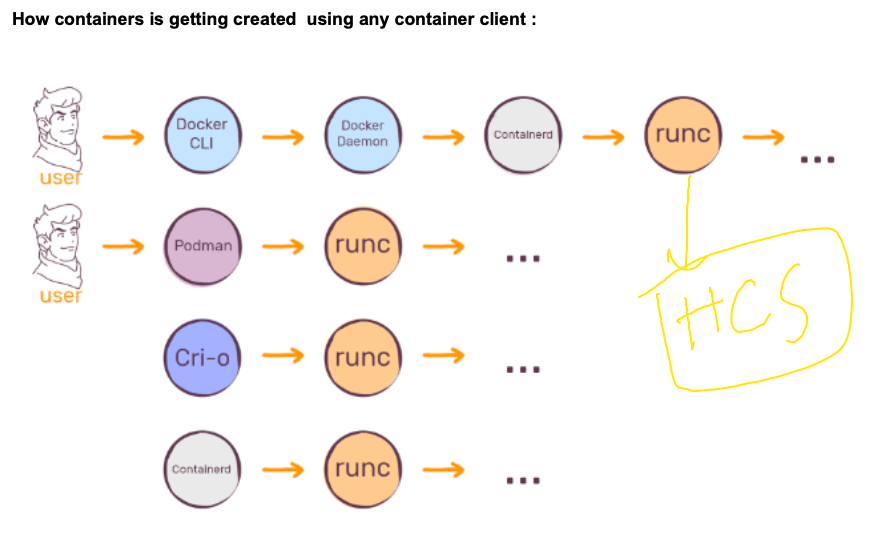 How containers is getting created using any container client :
Docker
CLI
Docker
Daemon
Containerd
runc
...
user
Podman
runc
...
user
HCS
Cri-o
runc
...
Containerd
runc
...